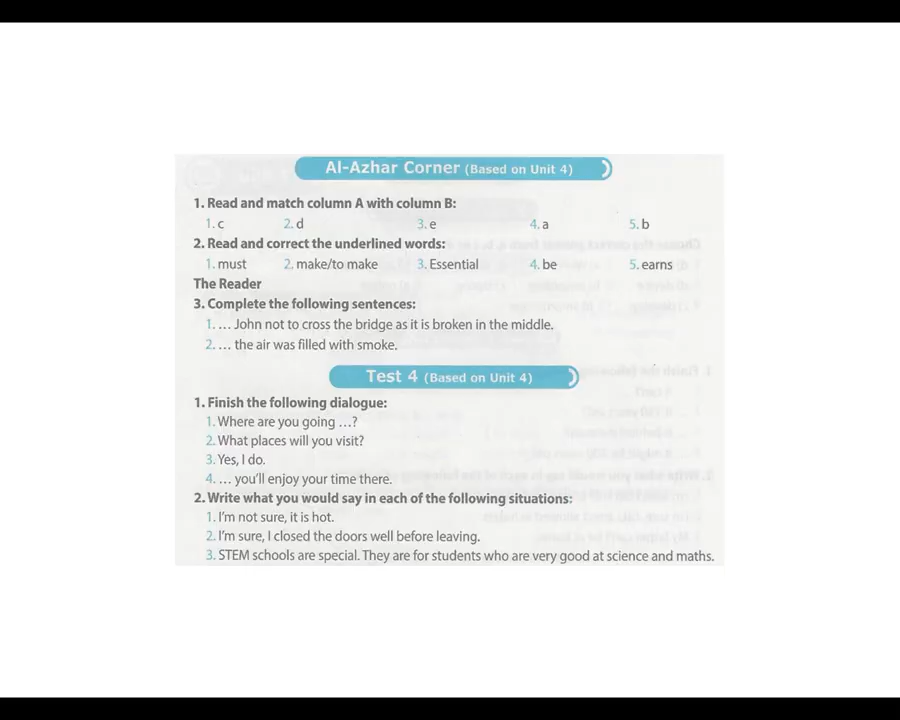 Al-Azhar Corner (Based on Unit 4)
1. Read and match column A with column B:
1. c 2. d 3. e 4. a 5. b
2. Read and correct the underlined words:
1. must 2. make/to make 3. Essential 4. be 5. earns
The Reader
3. Complete the following sentences:
1. … John not to cross the bridge as it is broken in the middle.
2. … the air was filled with smoke.
Test 4 (Based on Unit 4)
1. Finish the following dialogue:
1. Where are you going …?
2. What places will you visit?
3. Yes, I do.
4. … you'll enjoy your time there.
2. Write what you would say in each of the following situations:
1. I'm not sure, it is hot.
2. I'm sure, I closed the doors well before leaving.
3. STEM schools are special. They are for students who are very good at science and maths.